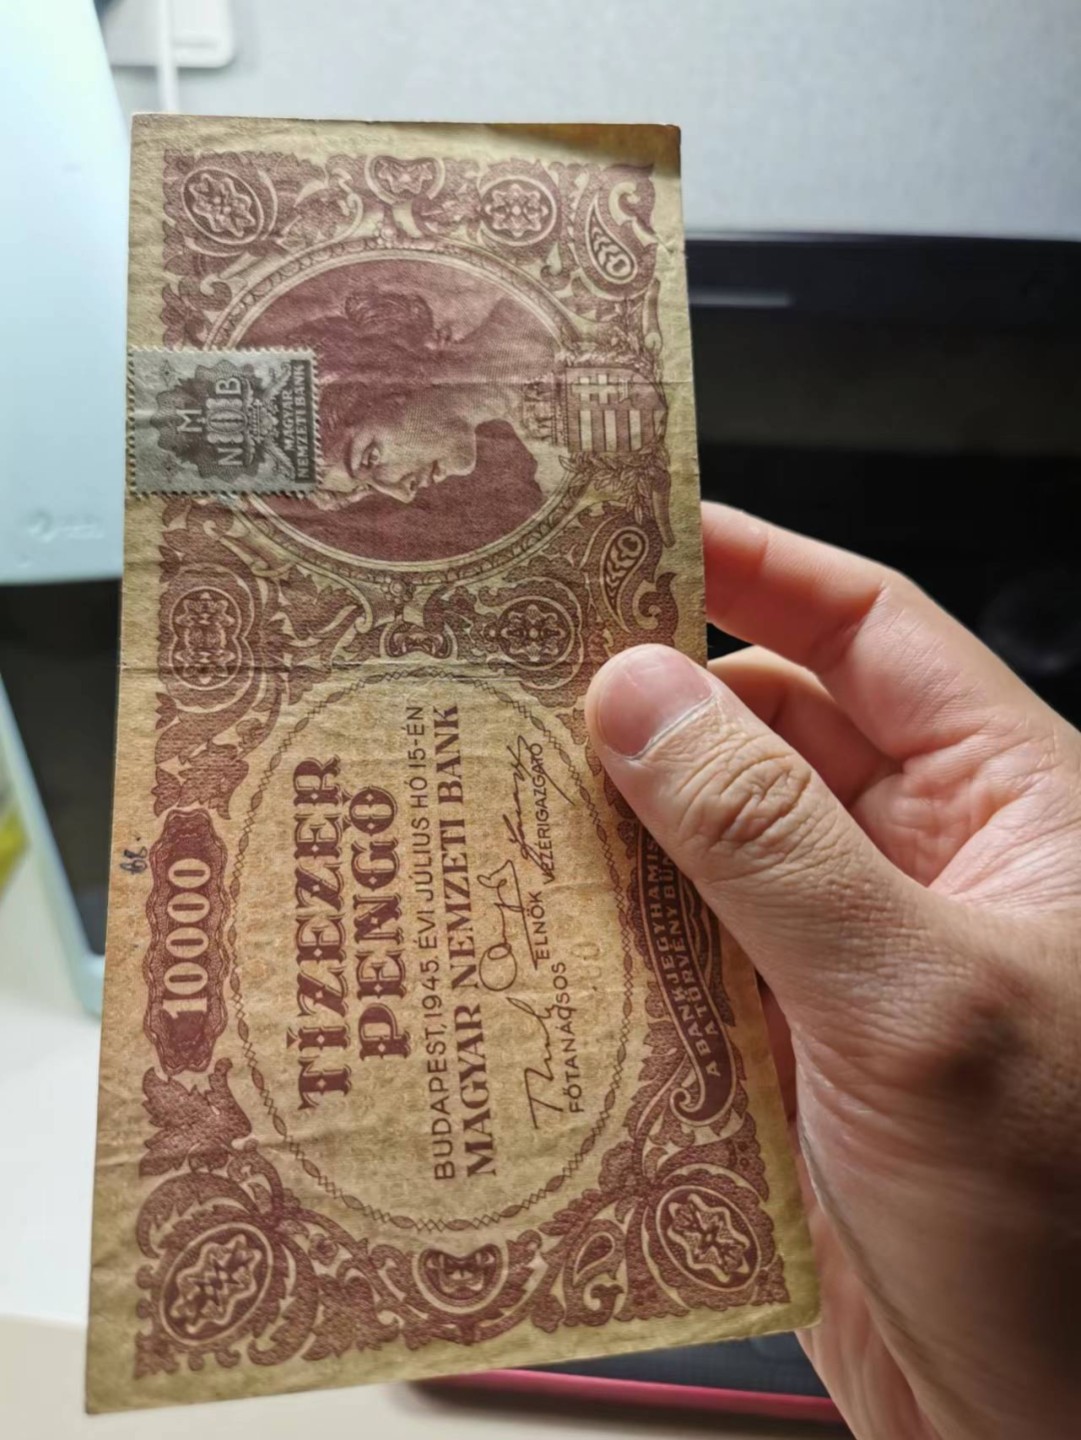 M
NB
MAGYAR
NEMZETI BANK
10000
TÍZEZER
PENGŐ
BUDAPEST, 1945. ÉVI JÚLIUS HÓ 15-ÉN
MAGYAR NEMZETI BANK
FŐTANÁCSOS ELNÖK VEZÉRIGAZGATÓ
A BANKJEGYHAMIS
A TÖRVÉNY BÜN